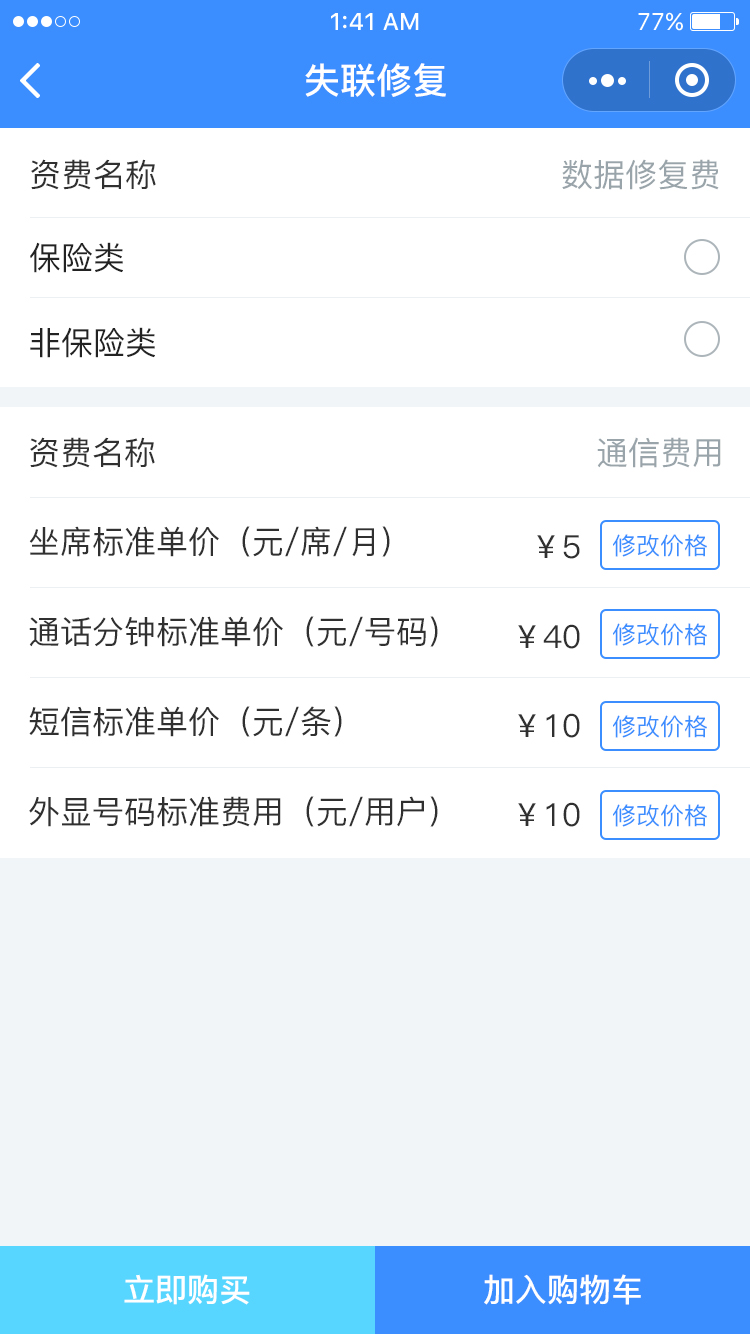 1:41 AM 77%
失联修复
资费名称 数据修复费
保险类
非保险类
资费名称 通信费用
坐席标准单价（元/席/月） ¥5 修改价格
通话分钟标准单价（元/号码） ¥40 修改价格
短信标准单价（元/条） ¥10 修改价格
外显号码标准费用（元/用户） ¥10 修改价格
立即购买 加入购物车